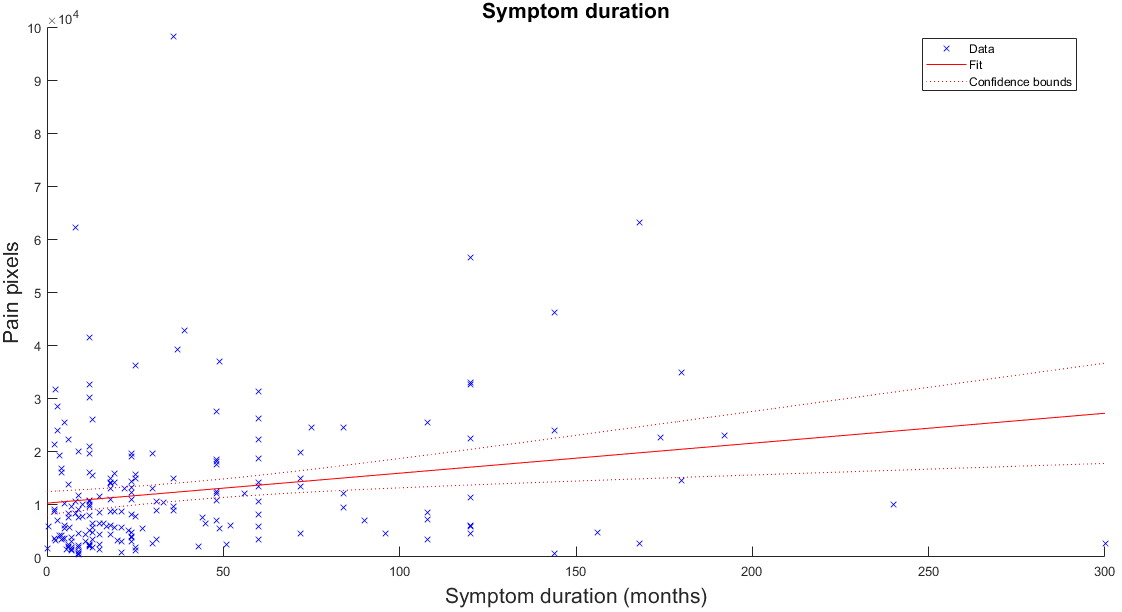 Symptom duration
×10^4
Data
Fit
Confidence bounds
10
9
8
7
6
5
4
3
2
1
0
Pain pixels
0 50 100 150 200 250 300
Symptom duration (months)